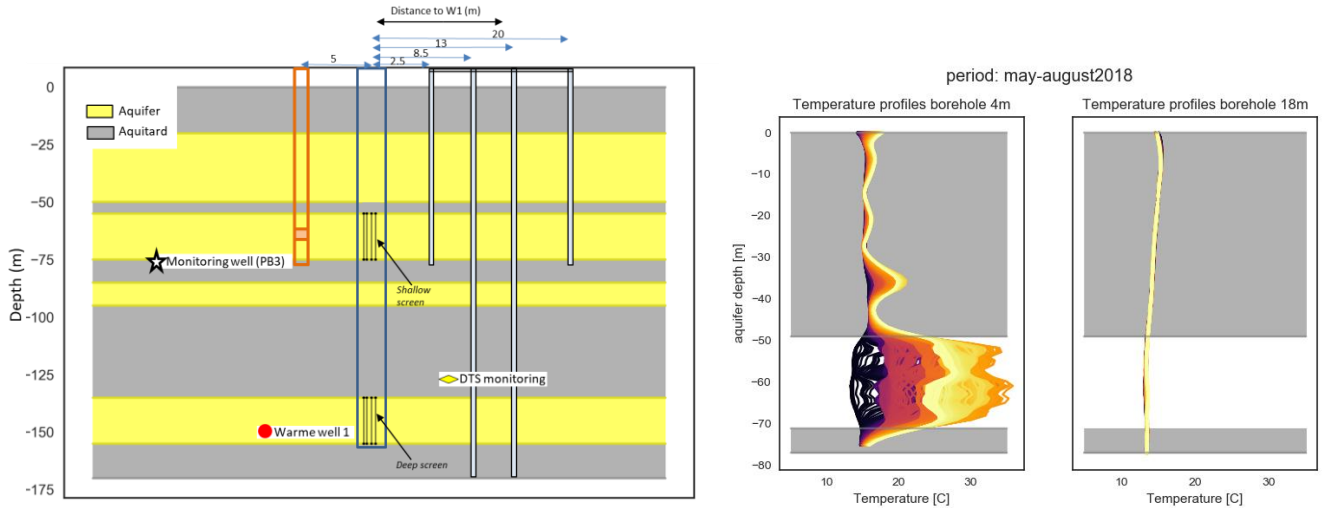 Distance to W1 (m)
20
13
8.5
5
2.5
0
-25
-50
-75
-100
-125
-150
-175
Depth (m)
Aquifer
Aquitard
Monitoring well (PB3)
Shallow
screen
DTS monitoring
Warme well 1
Deep screen
period: may-august2018
Temperature profiles borehole 4m
Temperature profiles borehole 18m
0
−10
−20
−30
−40
−50
−60
−70
−80
aquifer depth [m]
10 20 30
10 20 30
Temperature [C]
Temperature [C]